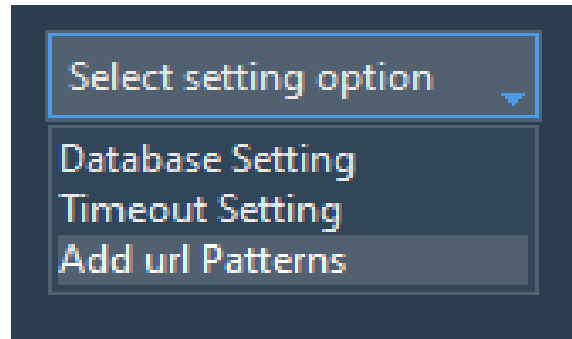 Select setting option
Database Setting
Timeout Setting
Add url Patterns